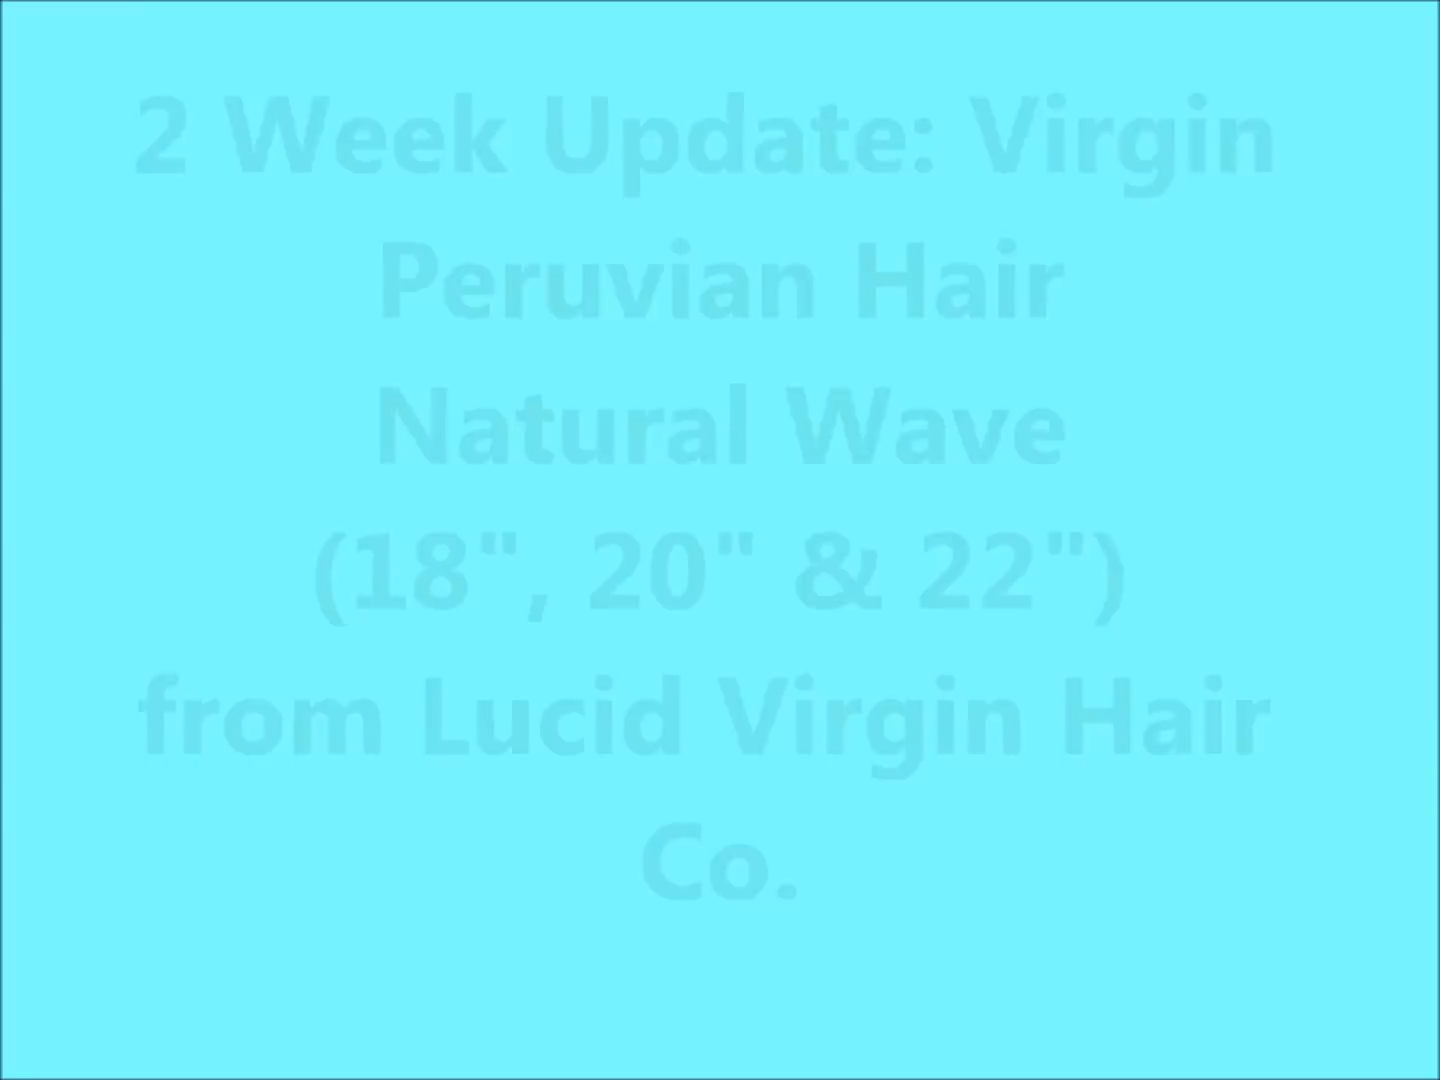 2 Week Update: Virgin
Peruvian Hair
Natural Wave
(18", 20" & 22")
from Lucid Virgin Hair
Co.